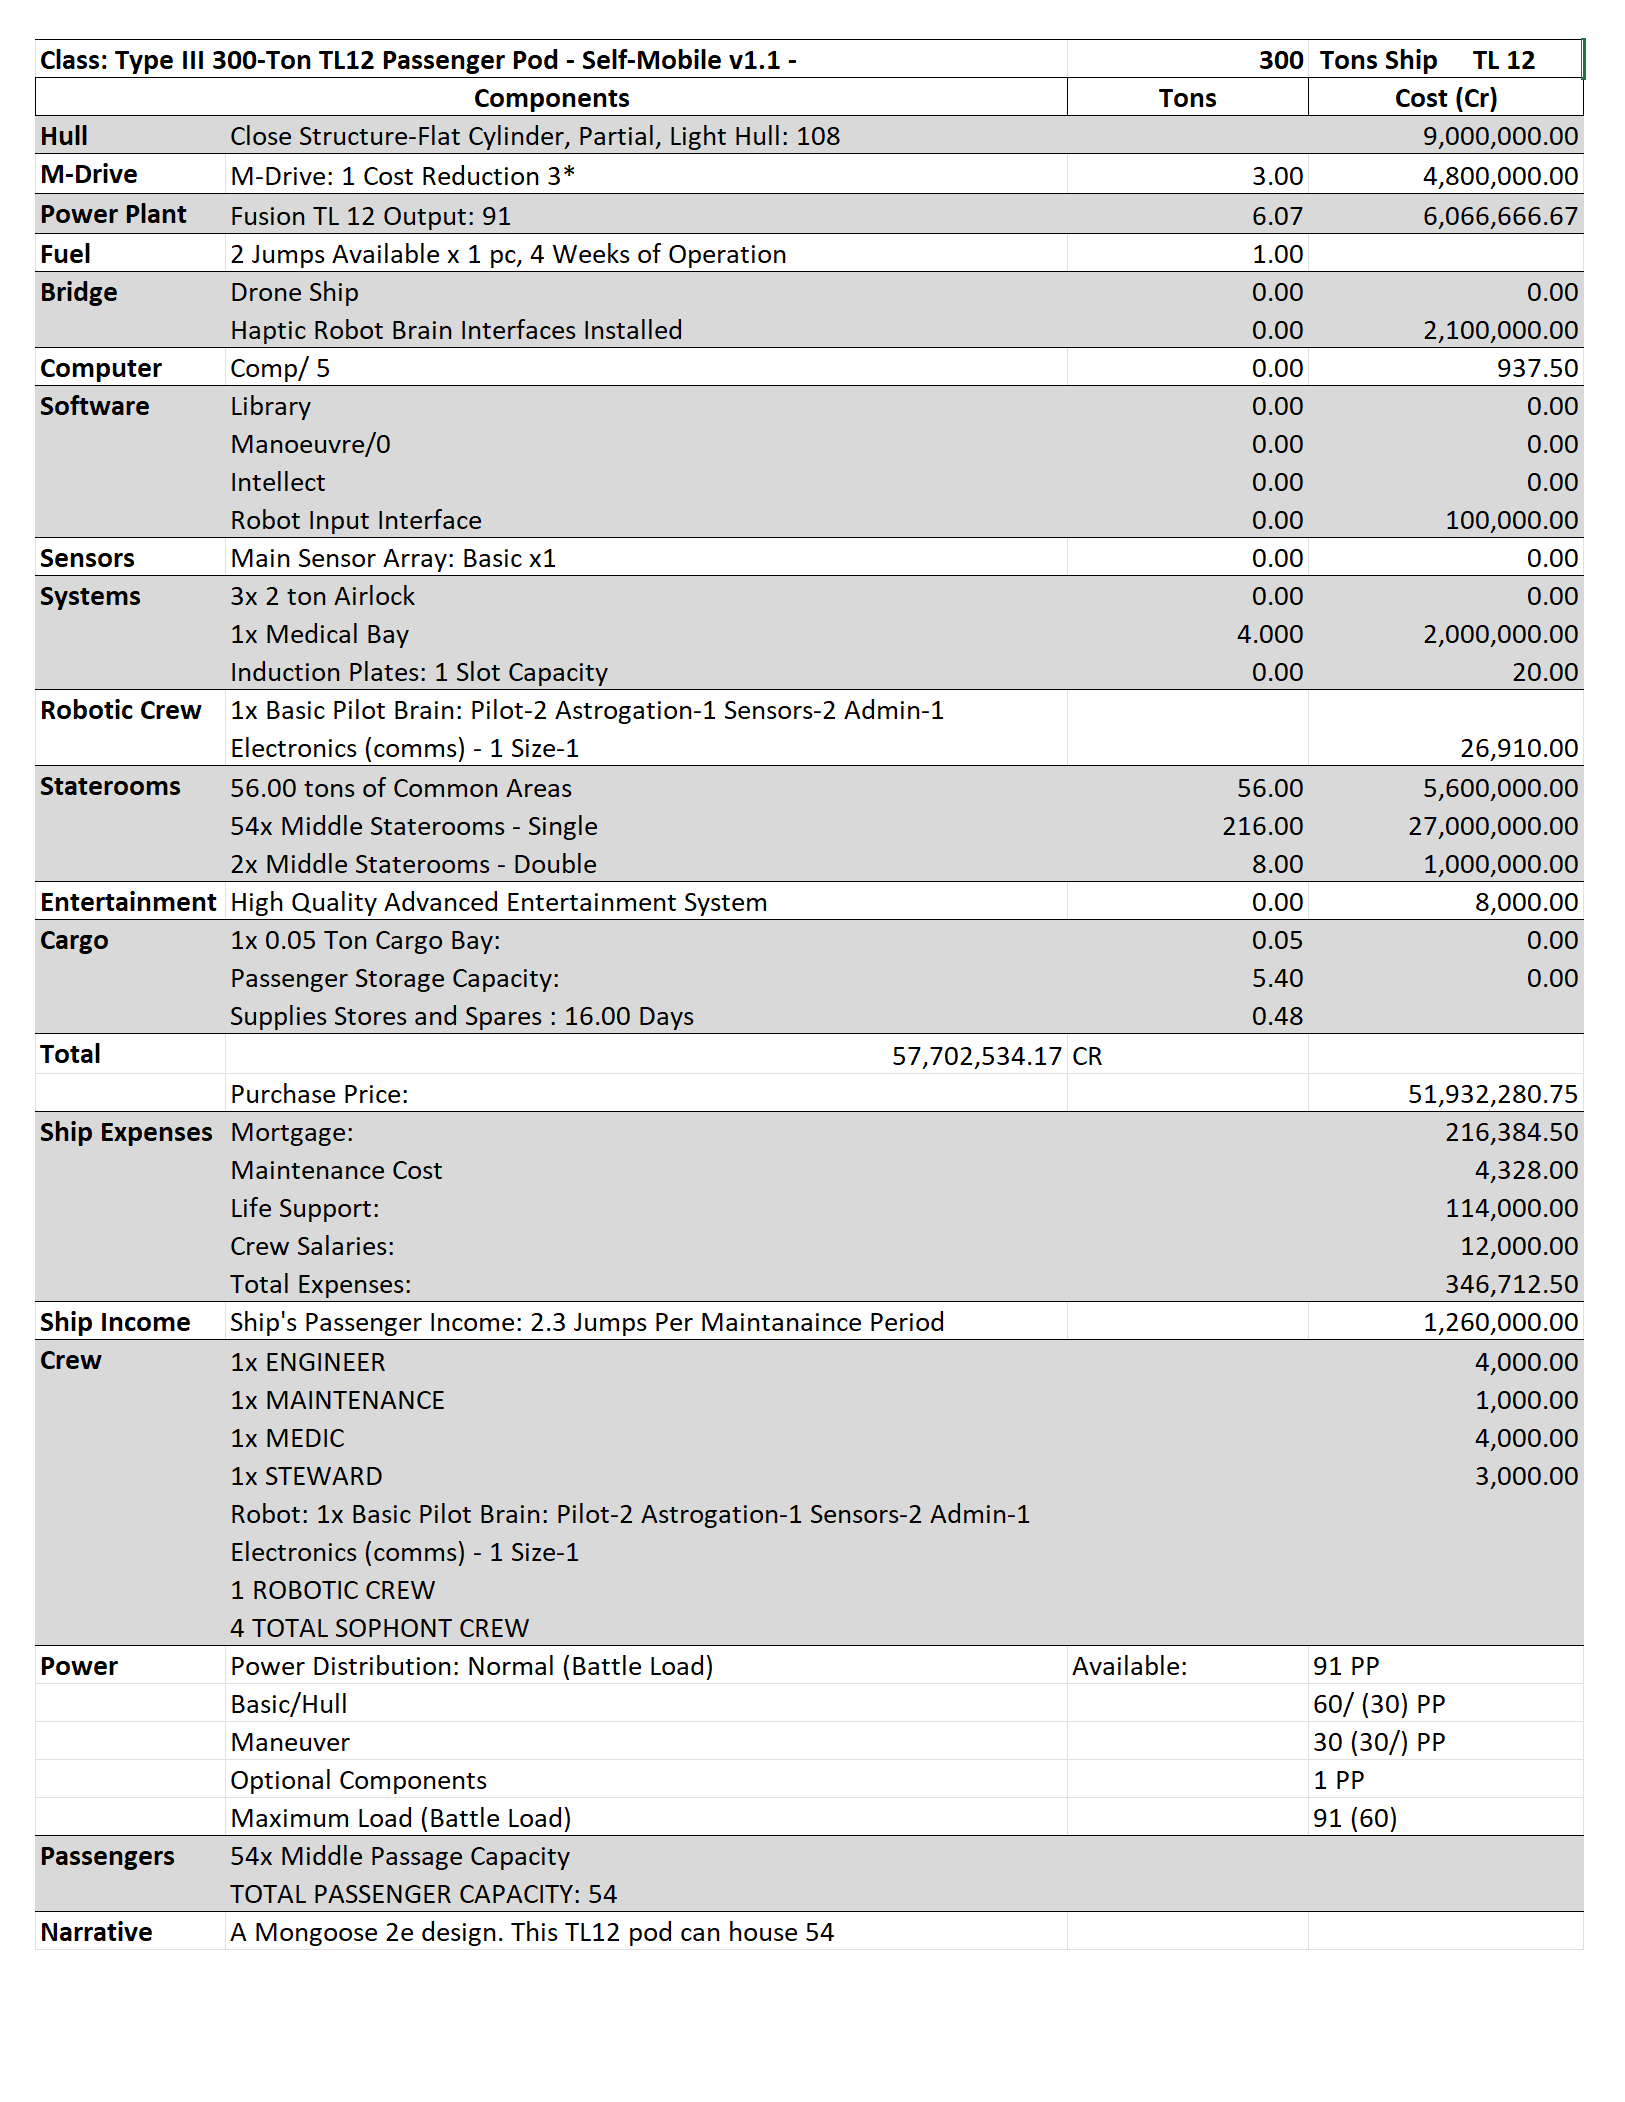 Class: Type III 300-Ton TL12 Passenger Pod - Self-Mobile v1.1 - 300 Tons Ship TL 12
Components Tons Cost (Cr)
Hull Close Structure-Flat Cylinder, Partial, Light Hull: 108 9,000,000.00
M-Drive M-Drive: 1 Cost Reduction 3* 3.00 4,800,000.00
Power Plant Fusion TL 12 Output: 91 6.07 6,066,666.67
Fuel 2 Jumps Available x 1 pc, 4 Weeks of Operation 1.00
Bridge Drone Ship 0.00 0.00
Haptic Robot Brain Interfaces Installed 0.00 2,100,000.00
Computer Comp/ 5 0.00 937.50
Software Library 0.00 0.00
Manoeuvre/0 0.00 0.00
Intellect 0.00 0.00
Robot Input Interface 0.00 100,000.00
Sensors Main Sensor Array: Basic x1 0.00 0.00
Systems 3x 2 ton Airlock 0.00 0.00
1x Medical Bay 4.000 2,000,000.00
Induction Plates: 1 Slot Capacity 0.00 20.00
Robotic Crew 1x Basic Pilot Brain: Pilot-2 Astrogation-1 Sensors-2 Admin-1
Electronics (comms) - 1 Size-1 26,910.00
Staterooms 56.00 tons of Common Areas 56.00 5,600,000.00
54x Middle Staterooms - Single 216.00 27,000,000.00
2x Middle Staterooms - Double 8.00 1,000,000.00
Entertainment High Quality Advanced Entertainment System 0.00 8,000.00
Cargo 1x 0.05 Ton Cargo Bay: 0.05 0.00
Passenger Storage Capacity: 5.40 0.00
Supplies Stores and Spares : 16.00 Days 0.48
Total 57,702,534.17 CR
Purchase Price: 51,932,280.75
Ship Expenses Mortgage: 216,384.50
Maintenance Cost 4,328.00
Life Support: 114,000.00
Crew Salaries: 12,000.00
Total Expenses: 346,712.50
Ship Income Ship's Passenger Income: 2.3 Jumps Per Maintanaince Period 1,260,000.00
Crew 1x ENGINEER 4,000.00
1x MAINTENANCE 1,000.00
1x MEDIC 4,000.00
1x STEWARD 3,000.00
Robot: 1x Basic Pilot Brain: Pilot-2 Astrogation-1 Sensors-2 Admin-1
Electronics (comms) - 1 Size-1
1 ROBOTIC CREW
4 TOTAL SOPHONT CREW
Power Power Distribution: Normal (Battle Load) Available: 91 PP
Basic/Hull 60/ (30) PP
Maneuver 30 (30/) PP
Optional Components 1 PP
Maximum Load (Battle Load) 91 (60)
Passengers 54x Middle Passage Capacity
TOTAL PASSENGER CAPACITY: 54
Narrative A Mongoose 2e design. This TL12 pod can house 54